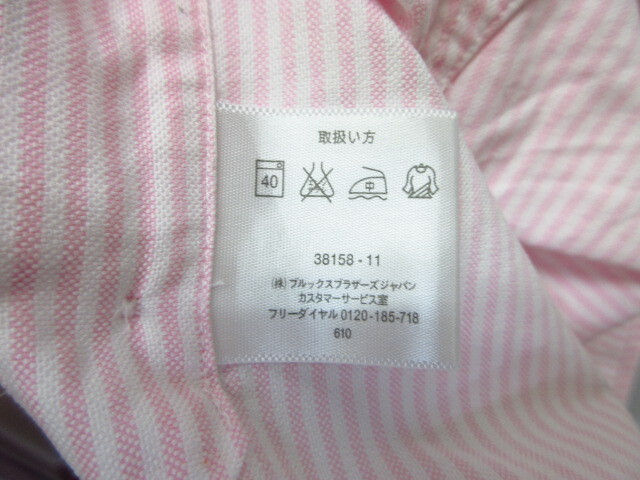 取扱い方
40 中
38158 - 11
㈱ ブルックスブラザーズジャパン
カスタマーサービス室
フリーダイヤル 0120-185-718
610